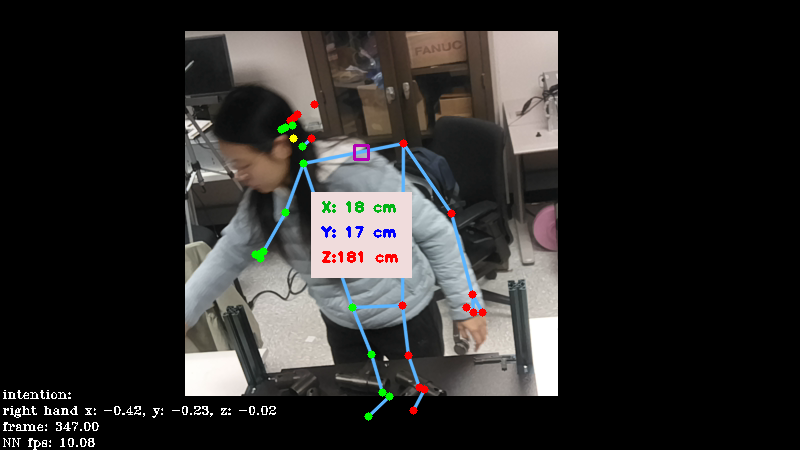 FANUC
X: 18 cm
Y: 17 cm
Z:181 cm
intention:
right hand x: -0.42, y: -0.23, z: -0.02
frame: 347.00
NN fps: 10.08